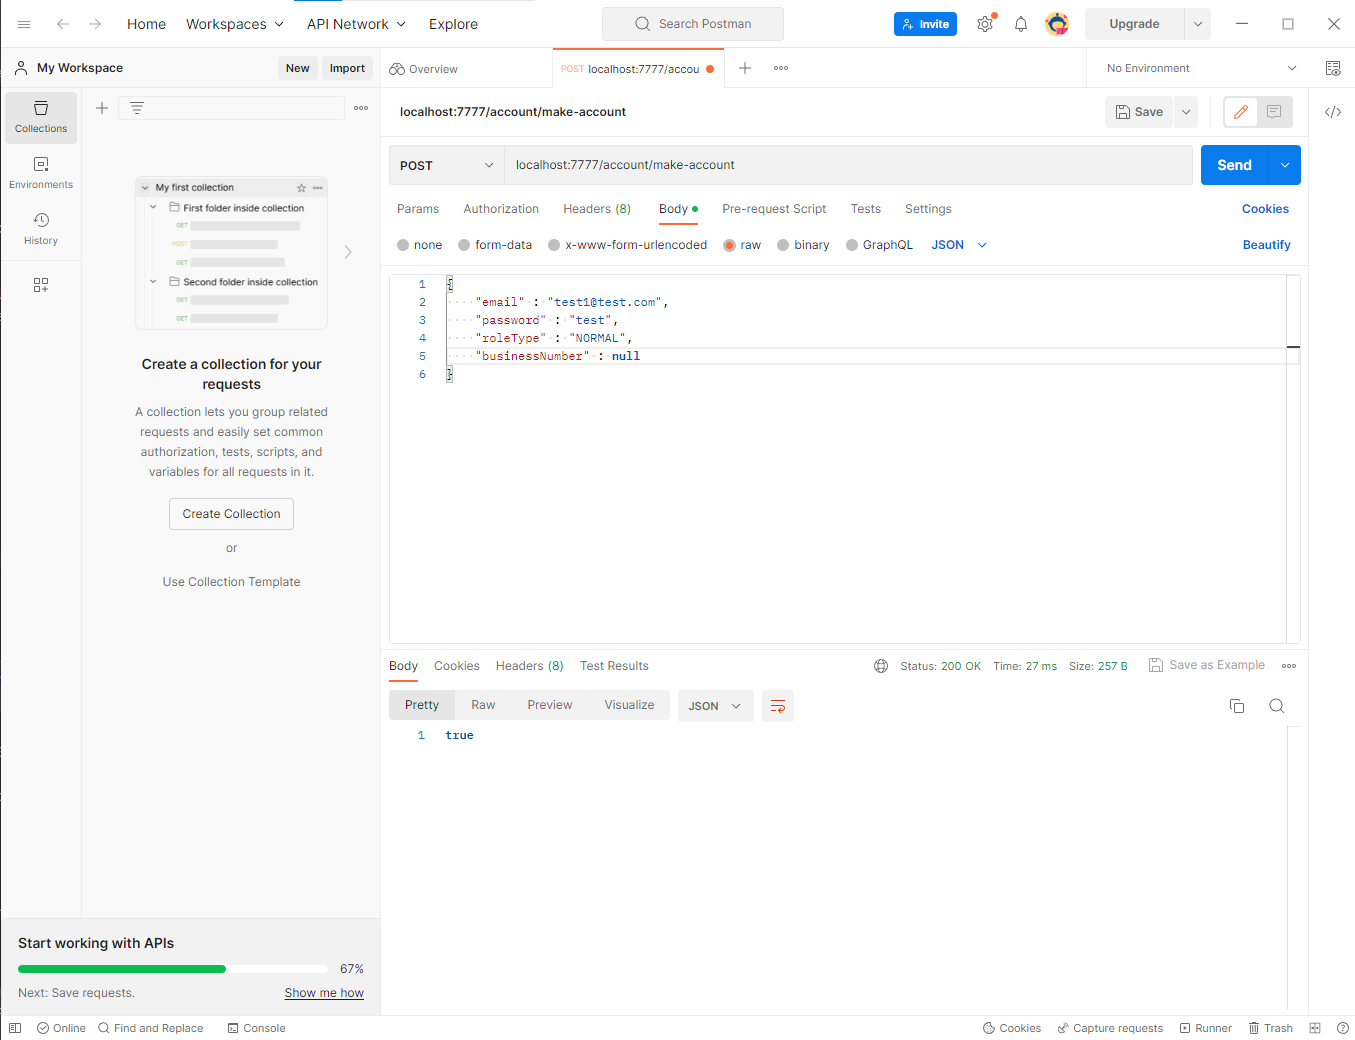 Home Workspaces API Network Explore Search Postman Invite Upgrade
My Workspace New Import Overview POST localhost:7777/accou No Environment
Collections
Environments
History
My first collection
First folder inside collection
GET
POST
GET
Second folder inside collection
GET
GET
Create a collection for your
requests
A collection lets you group related
requests and easily set common
authorization, tests, scripts, and
variables for all requests in it.
Create Collection
or
Use Collection Template
Start working with APIs
67%
Next: Save requests. Show me how
localhost:7777/account/make-account Save
POST localhost:7777/account/make-account Send
Params Authorization Headers (8) Body Pre-request Script Tests Settings Cookies
none form-data x-www-form-urlencoded raw binary GraphQL JSON Beautify
1 {
2 "email" : "test1@test.com",
3 "password" : "test",
4 "roleType" : "NORMAL",
5 "businessNumber" : null
6 }
Body Cookies Headers (8) Test Results Status: 200 OK Time: 27 ms Size: 257 B Save as Example
Pretty Raw Preview Visualize JSON
1 true
Online Find and Replace Console Cookies Capture requests Runner Trash